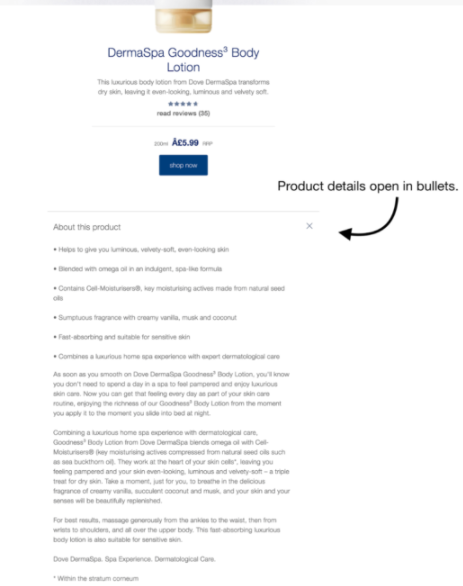 DermaSpa Goodness³ Body
Lotion
This luxurious body lotion from Dove DermaSpa transforms
dry skin, leaving it even-looking, luminous and velvety soft.
read reviews (35)
200ml Â£5.99 RRP
shop now
Product details open in bullets.
About this product X
• Helps to give you luminous, velvety-soft, even-looking skin
• Blended with omega oil in an indulgent, spa-like formula
• Contains Cell-Moisturisers®, key moisturising actives made from natural seed
oils
• Sumptuous fragrance with creamy vanilla, musk and coconut
• Fast-absorbing and suitable for sensitive skin
• Combines a luxurious home spa experience with expert dermatological care
As soon as you smooth on Dove DermaSpa Goodness³ Body Lotion, you'll know
you don't need to spend a day in a spa to feel pampered and enjoy luxurious
skin care. Now you can get that feeling every day as part of your skin care
routine, enjoying the richness of our Goodness³ Body Lotion from the moment
you apply it to the moment you slide into bed at night.
Combining a luxurious home spa experience with dermatological care,
Goodness³ Body Lotion from Dove DermaSpa blends omega oil with Cell-
Moisturisers® (key moisturising actives compressed from natural seed oils such
as sea buckthorn oil). They work at the heart of your skin cells*, leaving you
feeling pampered and your skin even-looking, luminous and velvety-soft – a triple
treat for dry skin. Take a moment, just for you, to breathe in the delicious
fragrance of creamy vanilla, succulent coconut and musk, and your skin and your
senses will be beautifully replenished.
For best results, massage generously from the ankles to the waist, then from
wrists to shoulders, and all over the upper body. This fast-absorbing luxurious
body lotion is also suitable for sensitive skin.
Dove DermaSpa. Spa Experience. Dermatological Care.
* Within the stratum corneum